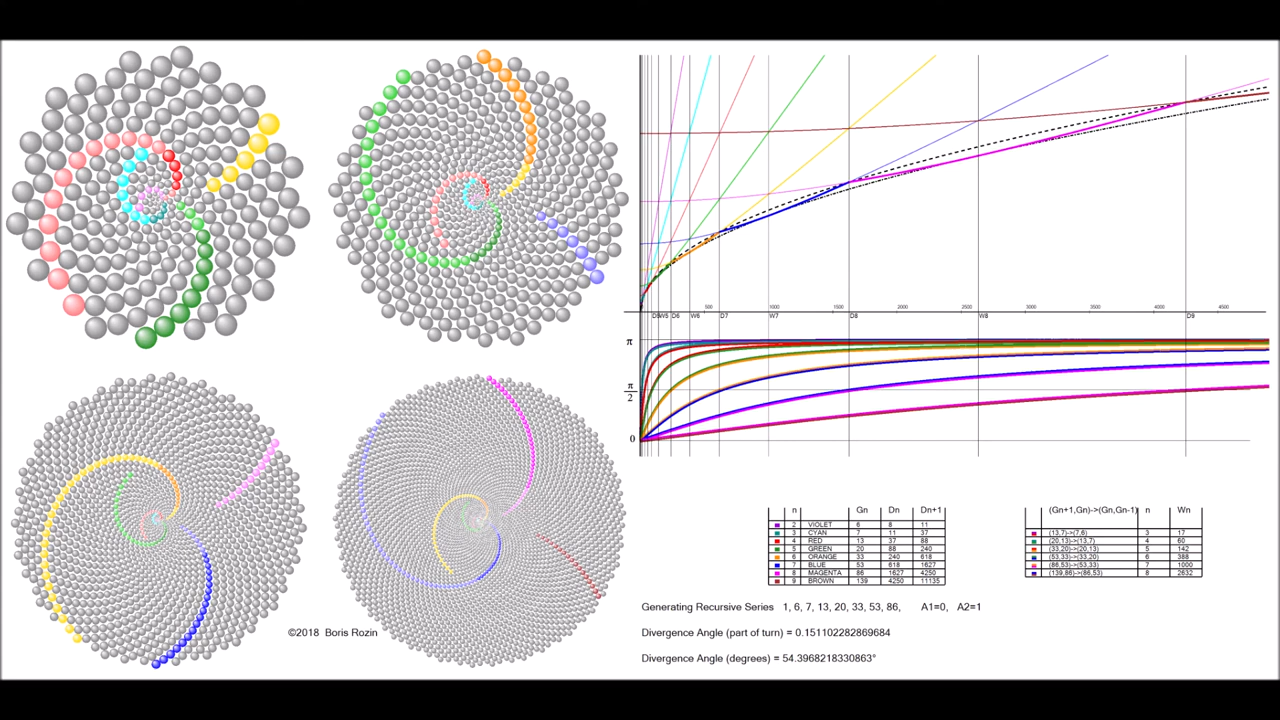 500 1000 1500 2000 2500 3000 3500 4000 4500
W5 D6 W6 D7 W7 D8 W8 D9
π
π
2
0
n Gn Dn Dn+1
2 VIOLET 6 8 11
3 CYAN 7 11 37
4 RED 13 37 88
5 GREEN 20 88 240
6 ORANGE 33 240 618
7 BLUE 53 618 1627
8 MAGENTA 86 1627 4250
9 BROWN 139 4250 11135
(Gn+1,Gn)->(Gn,Gn-1) n Wn
(13,7)->(7,6) 3 17
(20,13)->(13,7) 4 60
(33,20)->(20,13) 5 142
(53,33)->(33,20) 6 388
(86,53)->(53,33) 7 1000
(139,86)->(86,53) 8 2632
Generating Recursive Series 1, 6, 7, 13, 20, 33, 53, 86, A1=0, A2=1
©2018 Boris Rozin
Divergence Angle (part of turn) = 0.151102282869684
Divergence Angle (degrees) = 54.3968218330863°